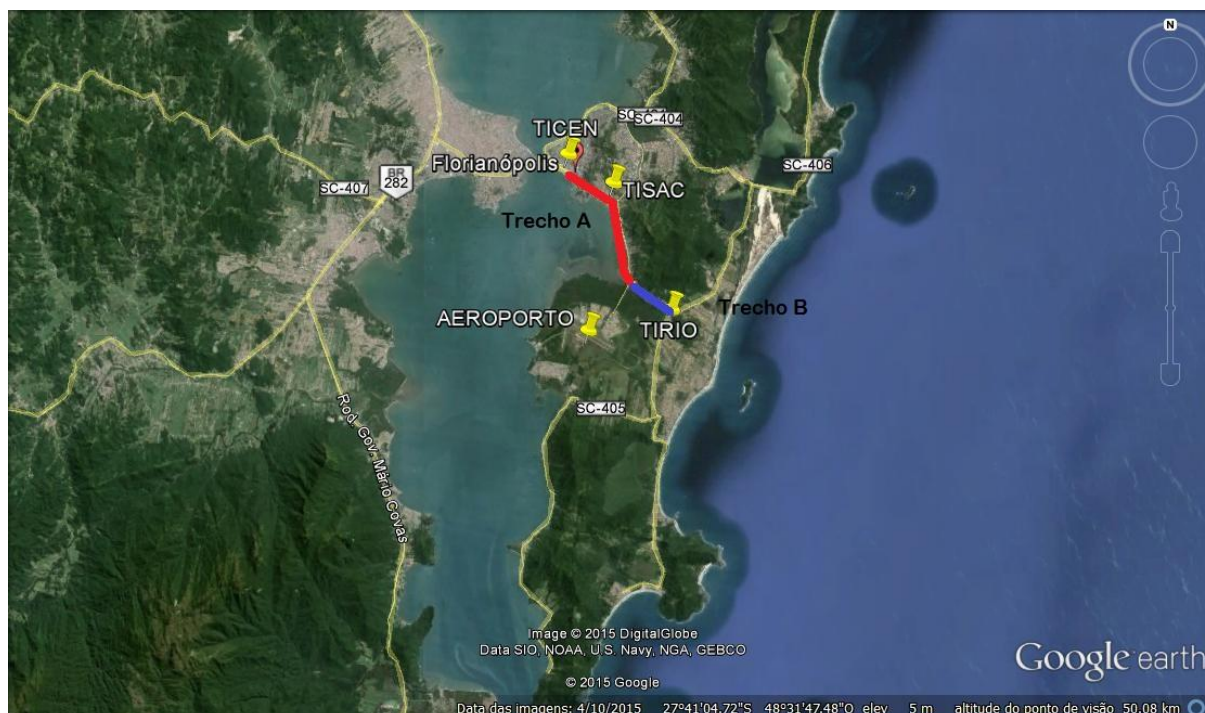 N
SC-404
TICEN
Florianópolis
SC-406
BR
282
SC-407
TISAC
Trecho A
AEROPORTO
TIRIO
Trecho B
SC-405
Rod. Gov. Mário Covas
Image © 2015 DigitalGlobe
Data SIO, NOAA, U.S. Navy, NGA, GEBCO
© 2015 Google
Google earth
Data das imagens: 4/10/2015 27°41'04.72"S 48°31'47.48"O elev 5 m altitude do ponto de visão 50.08 km